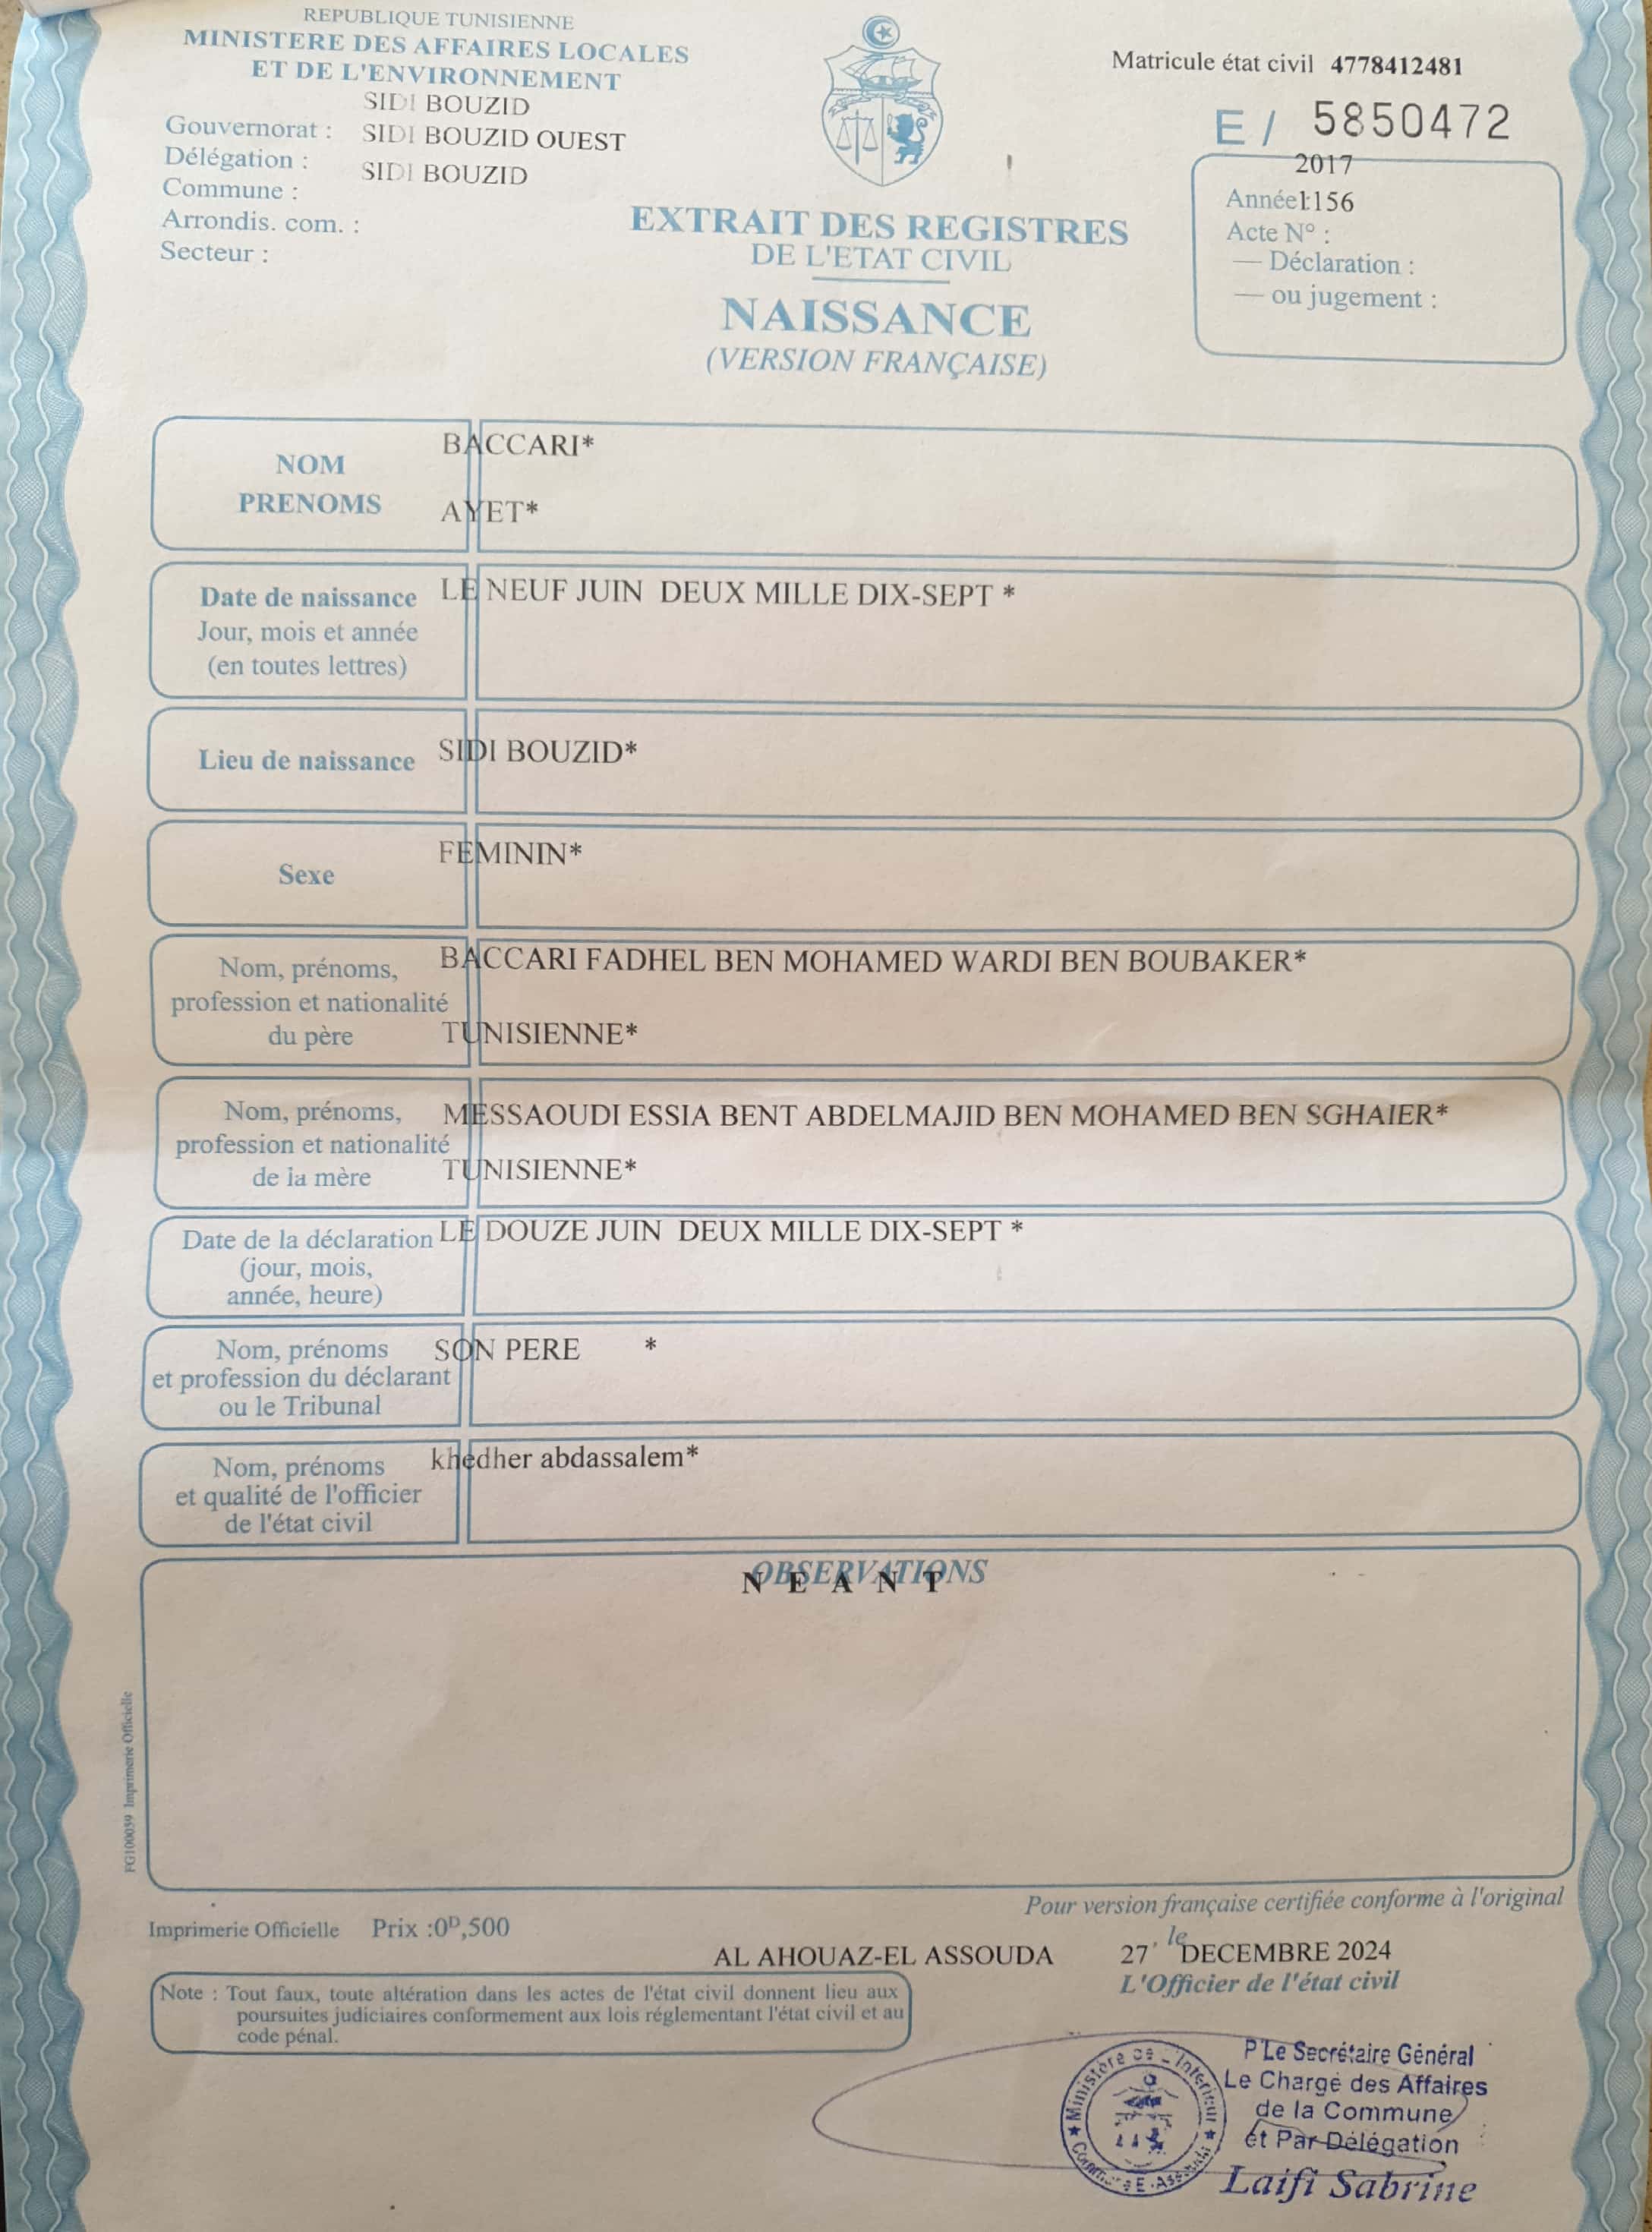 REPUBLIQUE TUNISIENNE
MINISTERE DES AFFAIRES LOCALES
ET DE L'ENVIRONNEMENT
SIDI BOUZID
Gouvernorat : SIDI BOUZID OUEST
Délégation : SIDI BOUZID
Commune :
Arrondis. com. :
Secteur :
Matricule état civil 4778412481
E / 5850472
2017
Année 1156
Acte N° :
— Déclaration :
— ou jugement :
EXTRAIT DES REGISTRES
DE L'ETAT CIVIL
NAISSANCE
(VERSION FRANÇAISE)
NOM BACCARI*
PRENOMS AYET*
Date de naissance LE NEUF JUIN DEUX MILLE DIX-SEPT *
Jour, mois et année
(en toutes lettres)
Lieu de naissance SIDI BOUZID*
Sexe FEMININ*
Nom, prénoms, BACCARI FADHEL BEN MOHAMED WARDI BEN BOUBAKER*
profession et nationalité
du père TUNISIENNE*
Nom, prénoms, MESSAOUDI ESSIA BENT ABDELMAJID BEN MOHAMED BEN SGHAIER*
profession et nationalité
de la mère TUNISIENNE*
Date de la déclaration LE DOUZE JUIN DEUX MILLE DIX-SEPT *
(jour, mois,
année, heure)
Nom, prénoms SON PERE *
et profession du déclarant
ou le Tribunal
Nom, prénoms khedher abdassalem*
et qualité de l'officier
de l'état civil
OBSERVATIONS
N E A N T
FG100059 Imprimerie Officielle
Pour version française certifiée conforme à l'original
Imprimerie Officielle Prix :0ᴰ,500
AL AHOUAZ-EL ASSOUDA 27 le DECEMBRE 2024
L'Officier de l'état civil
Note : Tout faux, toute altération dans les actes de l'état civil donnent lieu aux
poursuites judiciaires conformement aux lois réglementant l'état civil et au
code pénal.
P Le Secrétaire Général
Le Chargé des Affaires
de la Commune
et Par Délégation
Laifi Sabrine
Ministère de L'Interieur